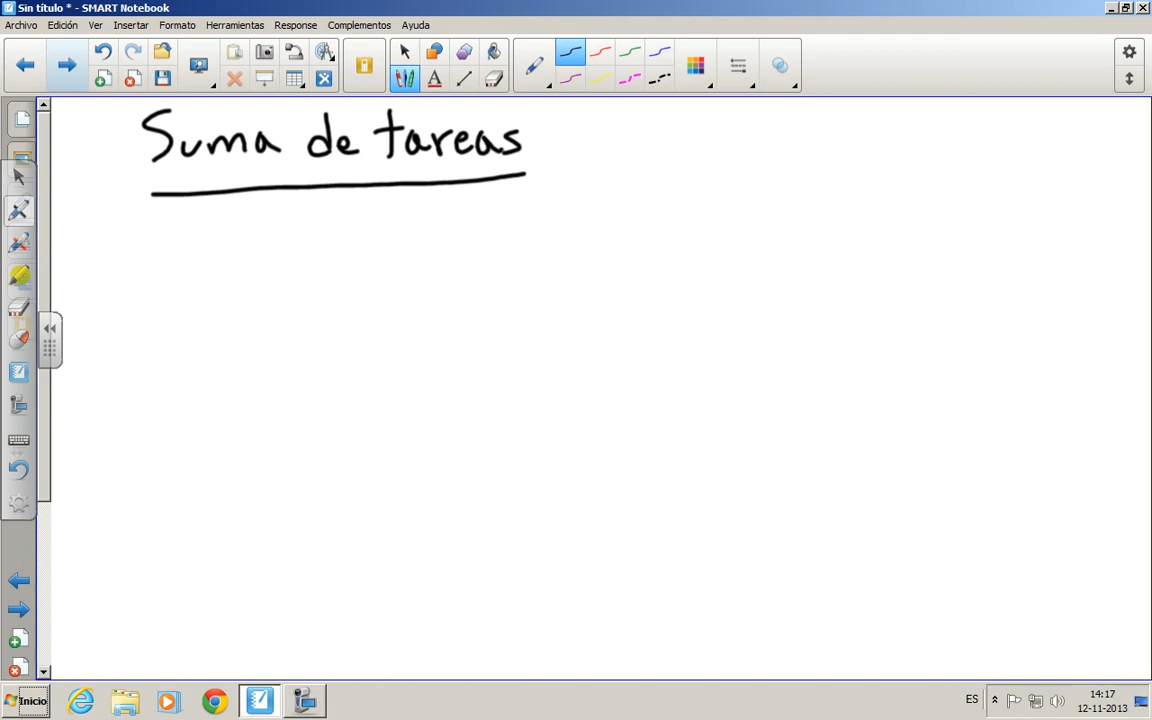 Sin título * - SMART Notebook
Archivo Edición Ver Insertar Formato Herramientas Response Complementos Ayuda
Suma de tareas
Inicio
ES
14:17
12-11-2013